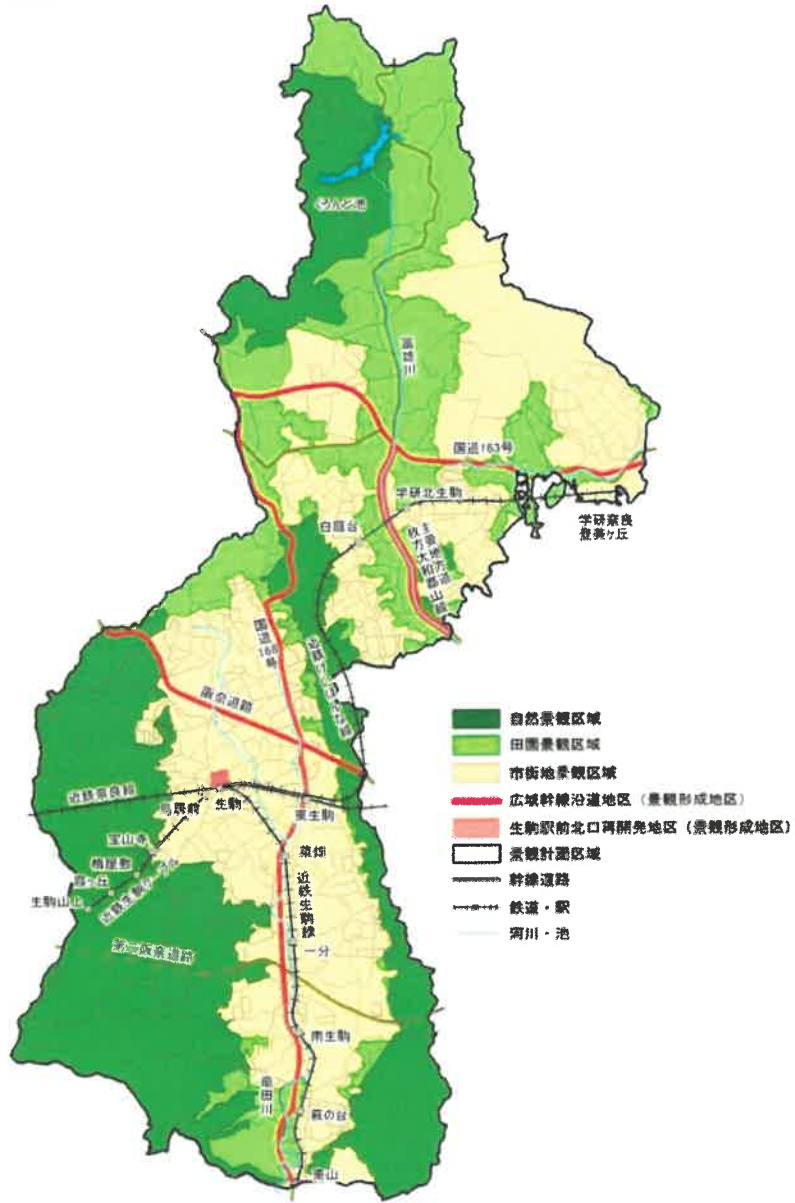 くろんど池
富雄川
国道163号
学研北生駒
学研奈良
登美ヶ丘
白庭台
主要地方道
枚方大和郡山線
国道168号
近鉄けいはんな線
阪奈道路
近鉄奈良線
鳥居前
生駒
東生駒
宝山寺
梅屋敷
霞ヶ丘
生駒山上
近鉄生駒ケーブル
菜畑
近鉄生駒線
一分
第二阪奈道路
南生駒
竜田川
萩の台
東山
自然景観区域
田園景観区域
市街地景観区域
広域幹線沿道地区（景観形成地区）
生駒駅前北口再開発地区（景観形成地区）
景観計画区域
幹線道路
鉄道・駅
河川・池